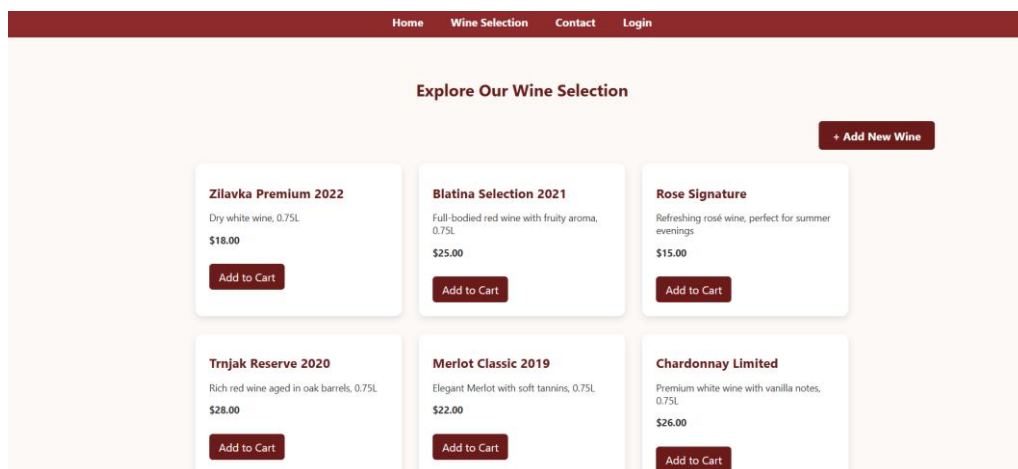 Home Wine Selection Contact Login
Explore Our Wine Selection
+ Add New Wine
Zilavka Premium 2022
Dry white wine, 0.75L
$18.00
Add to Cart
Blatina Selection 2021
Full-bodied red wine with fruity aroma,
0.75L
$25.00
Add to Cart
Rose Signature
Refreshing rosé wine, perfect for summer
evenings
$15.00
Add to Cart
Trnjak Reserve 2020
Rich red wine aged in oak barrels, 0.75L
$28.00
Add to Cart
Merlot Classic 2019
Elegant Merlot with soft tannins, 0.75L
$22.00
Add to Cart
Chardonnay Limited
Premium white wine with vanilla notes,
0.75L
$26.00
Add to Cart